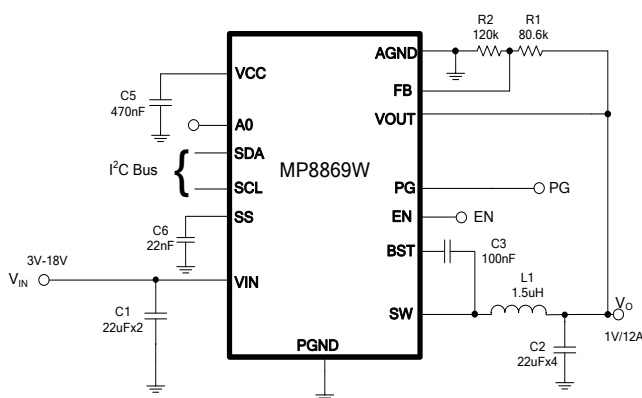 R2
120k
R1
80.6k
AGND
FB
VOUT
VCC
C5
470nF
A0
SDA
I²C Bus
{
SCL
MP8869W
PG
PG
EN
EN
SS
C6
22nF
BST
C3
100nF
3V-18V
VIN
VIN
C1
22uFx2
SW
L1
1.5uH
Vo
1V/12A
C2
22uFx4
PGND